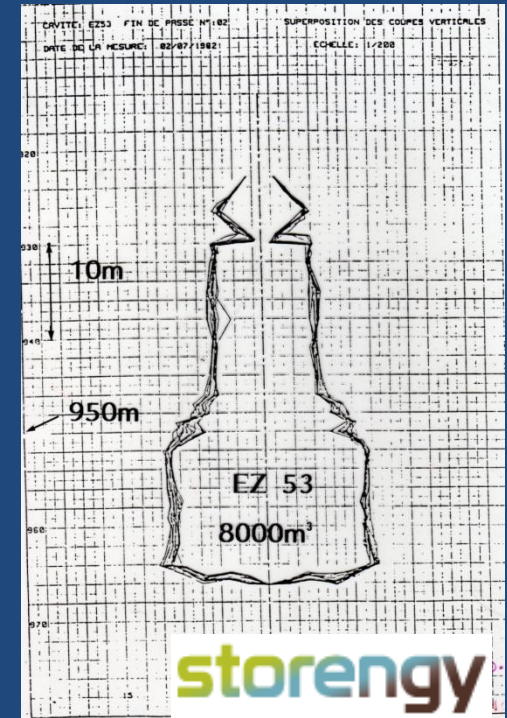 CAVITE: EZ53 FIN DE PASSE N°:02 SUPERPOSITION DES COUPES VERTICALES
DATE DE LA MESURE: 02/07/1982 ECHELLE: 1/200
920
930
10m
940
950m
EZ 53
8000m³
960
970
15
storengy